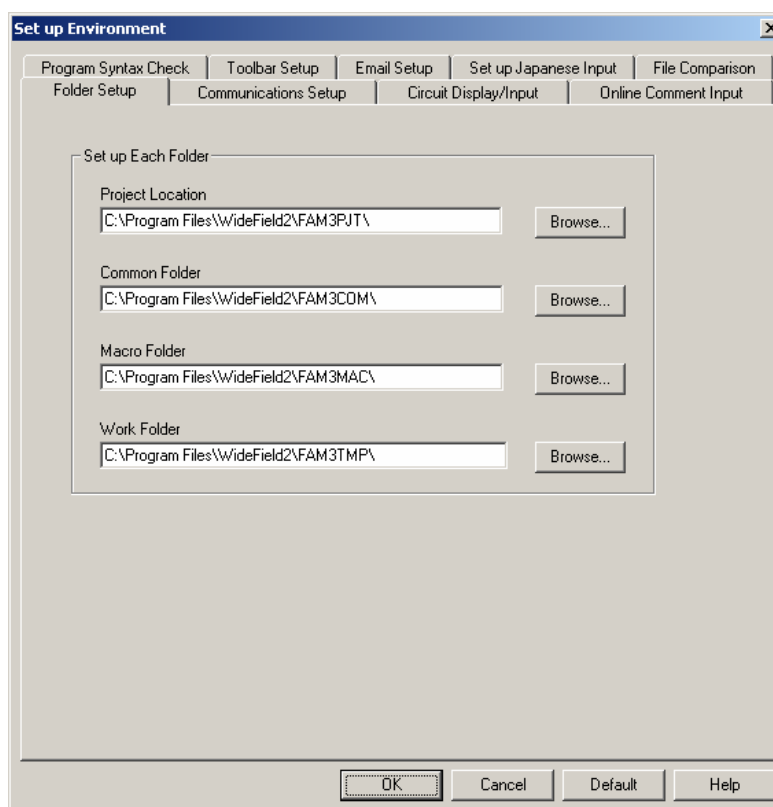 Set up Environment
Program Syntax Check Toolbar Setup Email Setup Set up Japanese Input File Comparison
Folder Setup Communications Setup Circuit Display/Input Online Comment Input
Set up Each Folder
Project Location
C:\Program Files\WideField2\FAM3PJT\ Browse...
Common Folder
C:\Program Files\WideField2\FAM3COM\ Browse...
Macro Folder
C:\Program Files\WideField2\FAM3MAC\ Browse...
Work Folder
C:\Program Files\WideField2\FAM3TMP\ Browse...
OK Cancel Default Help